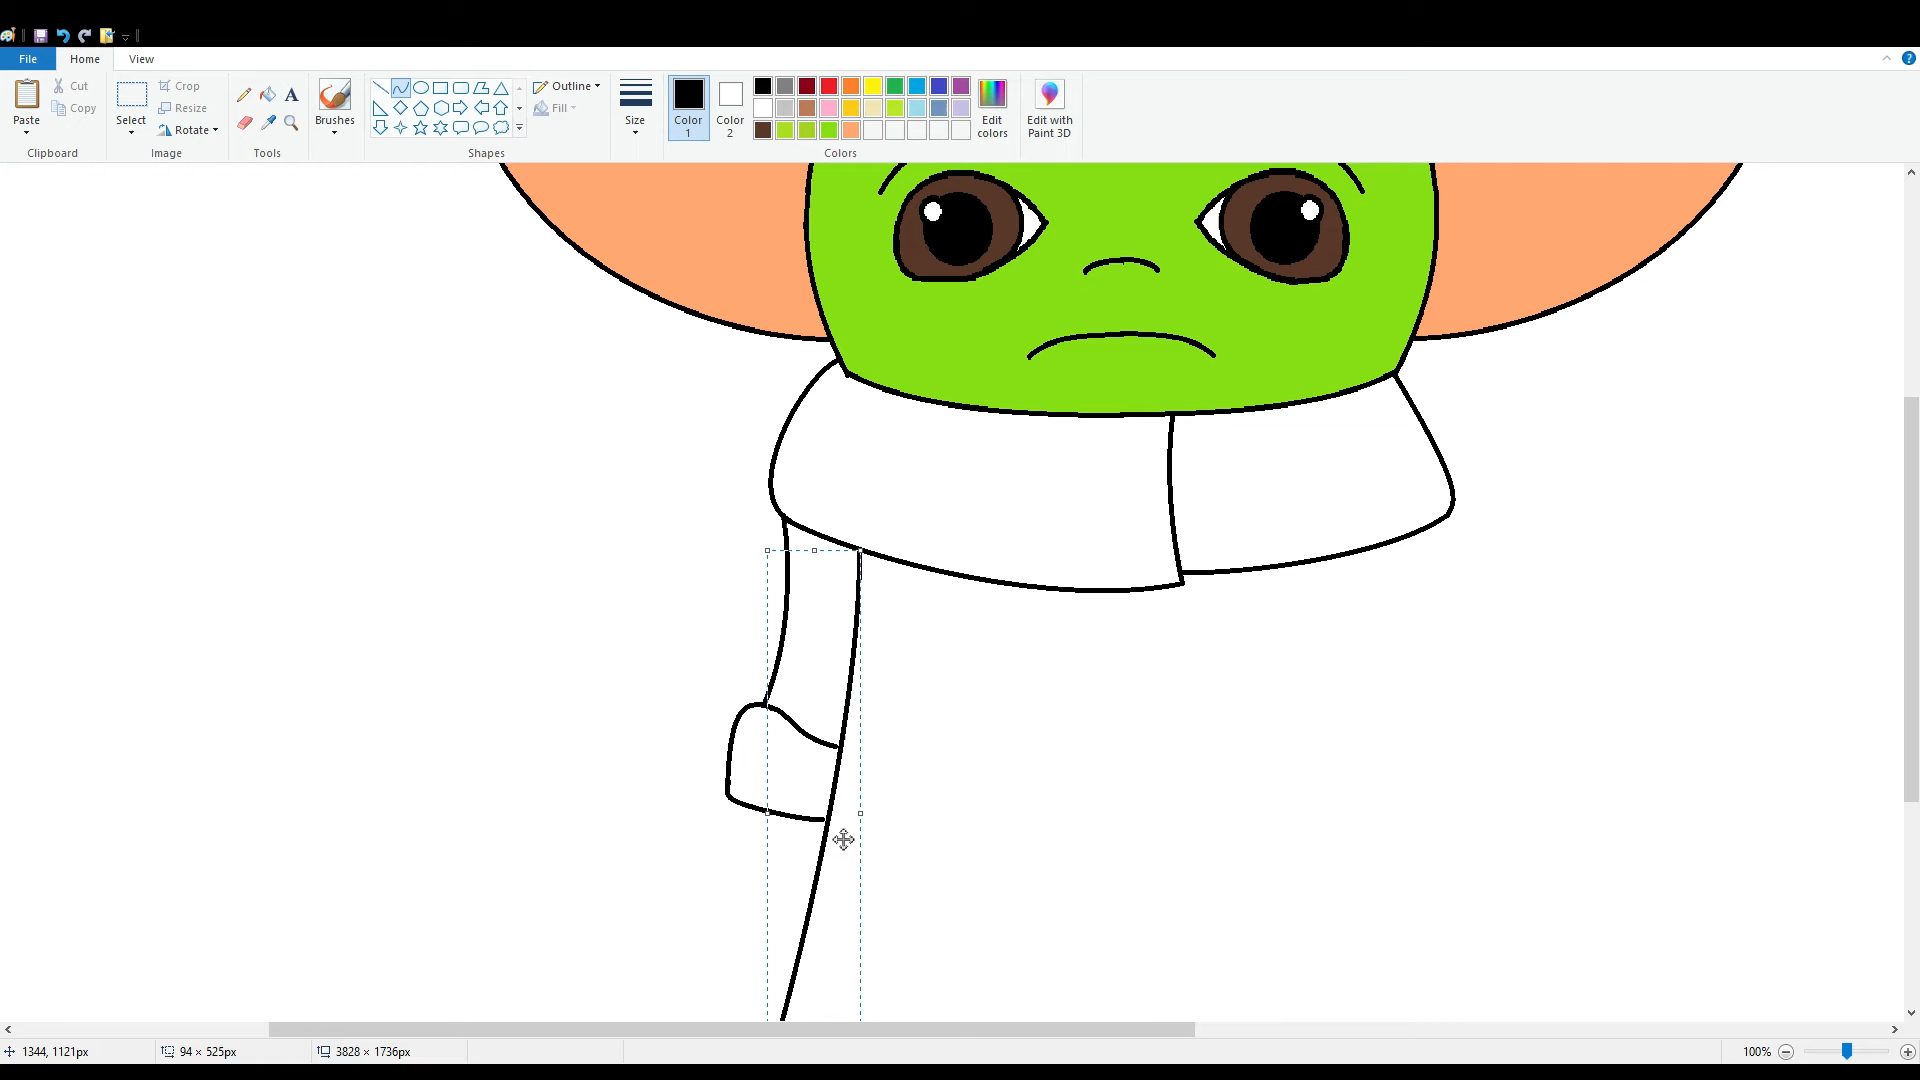 File Home View
Paste
Cut
Copy
Clipboard
Select
Crop
Resize
Rotate
Image
A
Tools
Brushes
Outline
Fill
Shapes
Size
Color
1
Color
2
Edit
colors
Colors
Edit with
Paint 3D
1344, 1121px
94 × 525px
3828 × 1736px
100%